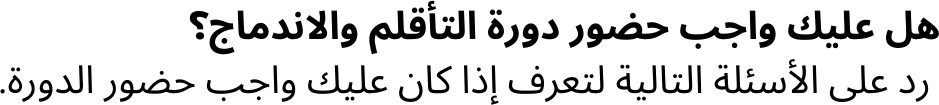 هل عليك واجب حضور دورة التأقلم والاندماج؟
رد على الأسئلة التالية لتعرف إذا كان عليك واجب حضور الدورة.